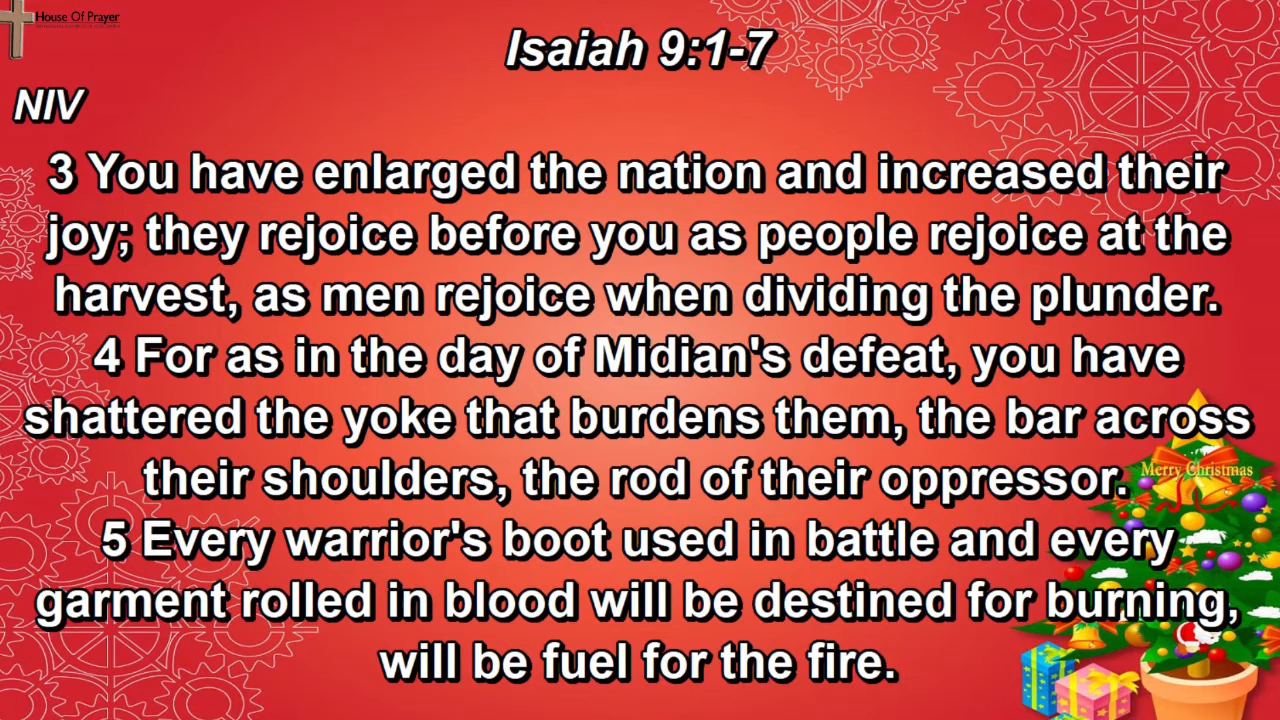 House Of Prayer
Isaiah 9:1-7
NIV
3 You have enlarged the nation and increased their
joy; they rejoice before you as people rejoice at the
harvest, as men rejoice when dividing the plunder.
4 For as in the day of Midian's defeat, you have
shattered the yoke that burdens them, the bar across
their shoulders, the rod of their oppressor.
Merry Christmas
5 Every warrior's boot used in battle and every
garment rolled in blood will be destined for burning,
will be fuel for the fire.